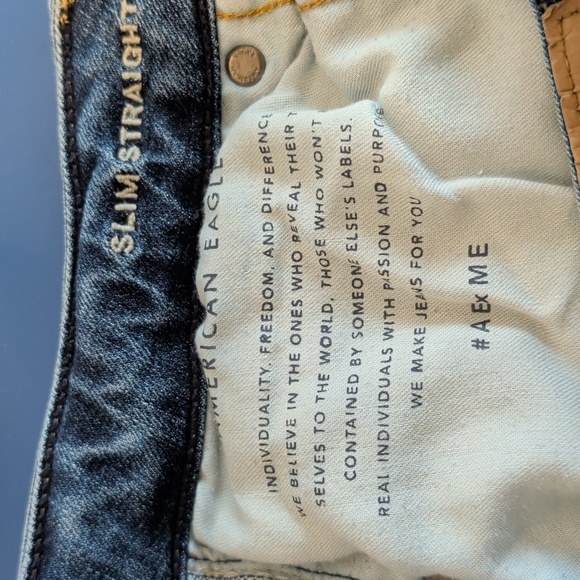 SLIM STRAIGHT
AMERICAN EAGLE
INDIVIDUALITY, FREEDOM, AND DIFFERENCE
WE BELIEVE IN THE ONES WHO REVEAL THEIR T
SELVES TO THE WORLD, THOSE WHO WON'T
CONTAINED BY SOMEONE ELSE'S LABELS.
REAL INDIVIDUALS WITH PASSION AND PURPOSE
WE MAKE JEANS FOR YOU
#AExME